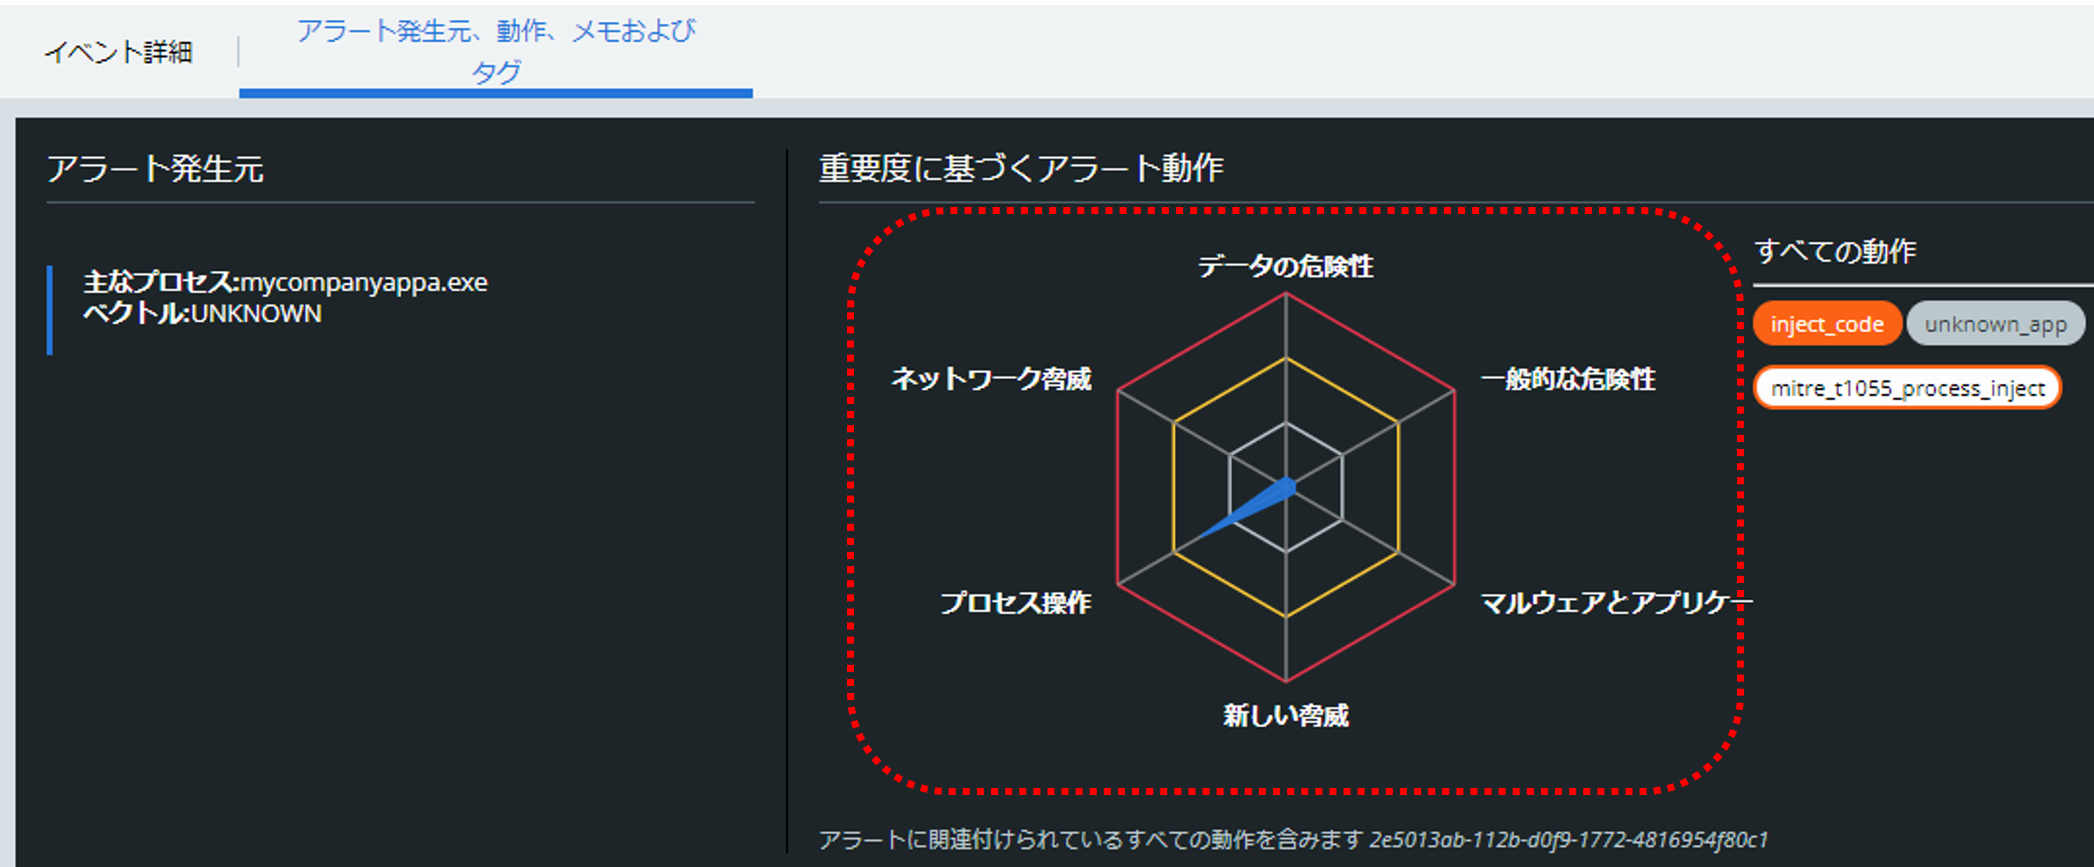 イベント詳細
アラート発生元、動作、メモおよび
タグ
アラート発生元
主なプロセス:mycompanyappa.exe
ベクトル:UNKNOWN
重要度に基づくアラート動作
データの危険性
一般的な危険性
ネットワーク脅威
プロセス操作
マルウェアとアプリケー
新しい脅威
すべての動作
inject_code
unknown_app
mitre_t1055_process_inject
アラートに関連付けられているすべての動作を含みます 2e5013ab-112b-d0f9-1772-4816954f80c1